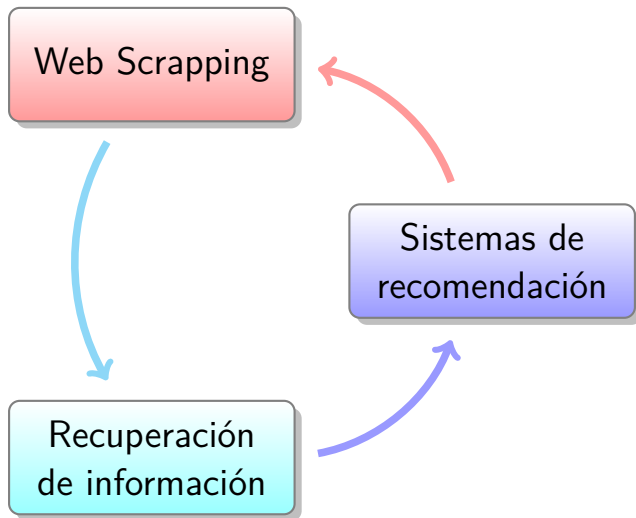 Web Scrapping
Sistemas de
recomendación
Recuperación
de información